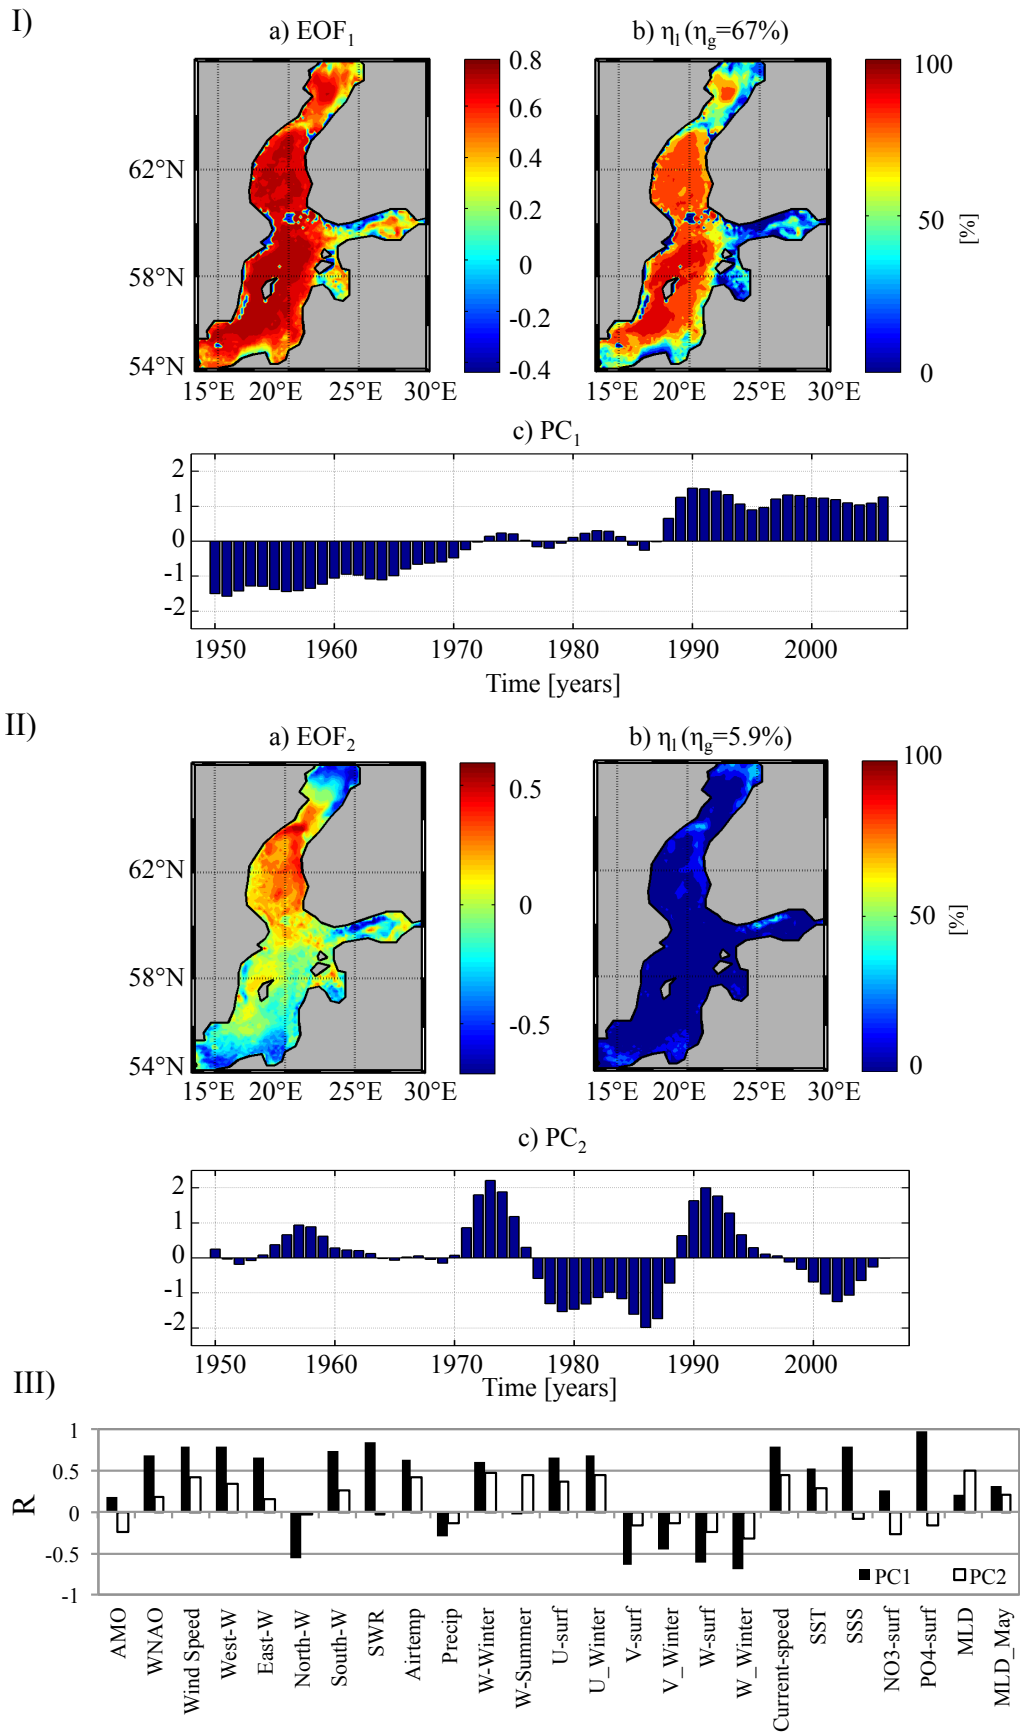 I)
a) EOF1
b) ηl (ηg=67%)
0.8
0.6
0.4
0.2
0
-0.2
-0.4
100
50
0
[%]
62°N
58°N
54°N
15°E 20°E 25°E 30°E
15°E 20°E 25°E 30°E
c) PC1
2
1
0
-1
-2
1950 1960 1970 1980 1990 2000
Time [years]
II)
a) EOF2
b) ηl (ηg=5.9%)
0.5
0
-0.5
100
50
0
[%]
62°N
58°N
54°N
15°E 20°E 25°E 30°E
15°E 20°E 25°E 30°E
c) PC2
2
1
0
-1
-2
1950 1960 1970 1980 1990 2000
Time [years]
III)
R
1
0.5
0
-0.5
-1
PC1 PC2
AMO
WNAO
Wind Speed
West-W
East-W
North-W
South-W
SWR
Airtemp
Precip
W-Winter
W-Summer
U-surf
U_Winter
V-surf
V_Winter
W-surf
W_Winter
Current-speed
SST
SSS
NO3-surf
PO4-surf
MLD
MLD_May